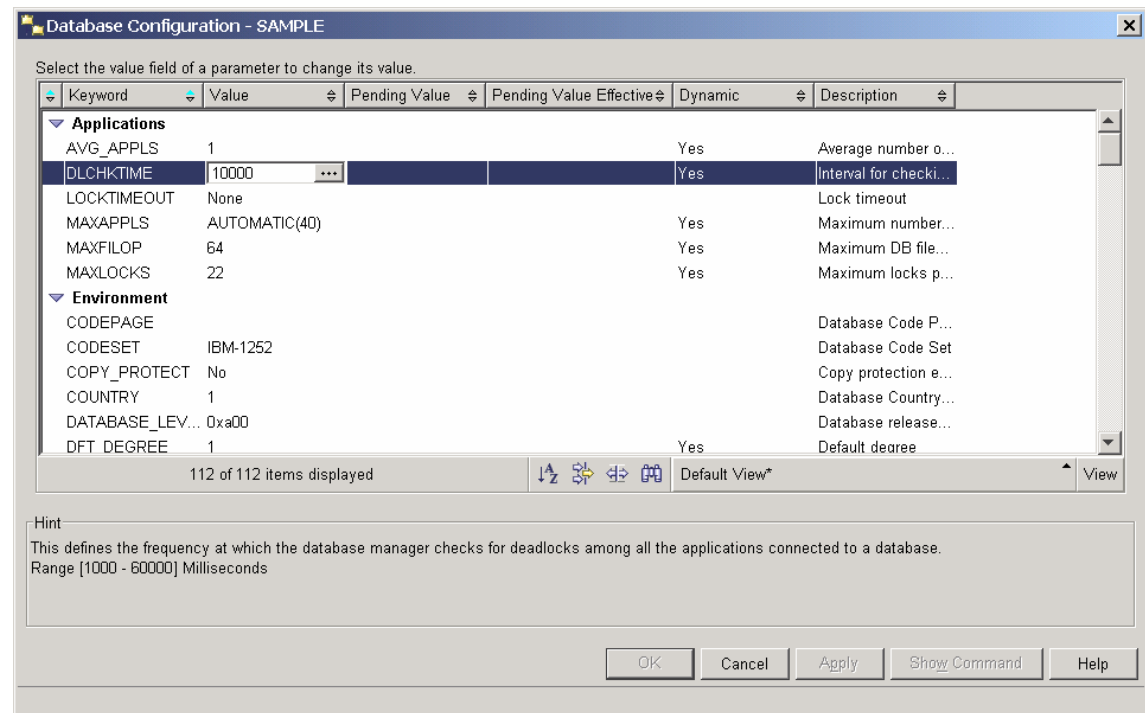 Database Configuration - SAMPLE
Select the value field of a parameter to change its value.
Keyword Value Pending Value Pending Value Effective Dynamic Description
Applications
AVG_APPLS 1 Yes Average number o...
DLCHKTIME 10000 ... Yes Interval for checki...
LOCKTIMEOUT None Lock timeout
MAXAPPLS AUTOMATIC(40) Yes Maximum number...
MAXFILOP 64 Yes Maximum DB file...
MAXLOCKS 22 Yes Maximum locks p...
Environment
CODEPAGE Database Code P...
CODESET IBM-1252 Database Code Set
COPY_PROTECT No Copy protection e...
COUNTRY 1 Database Country...
DATABASE_LEV... 0xa00 Database release...
DFT_DEGREE 1 Yes Default degree
112 of 112 items displayed Default View* View
Hint
This defines the frequency at which the database manager checks for deadlocks among all the applications connected to a database.
Range [1000 - 60000] Milliseconds
OK Cancel Apply Show Command Help